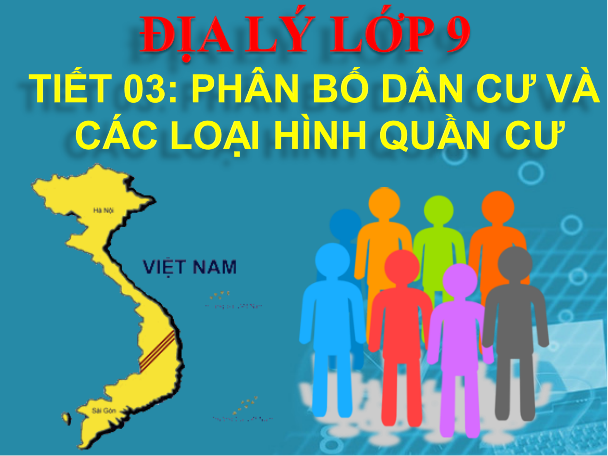 ĐỊA LÝ LỚP 9
TIẾT 03: PHÂN BỐ DÂN CƯ VÀ
CÁC LOẠI HÌNH QUẦN CƯ
Hà Nội
VIỆT NAM
Sài Gòn